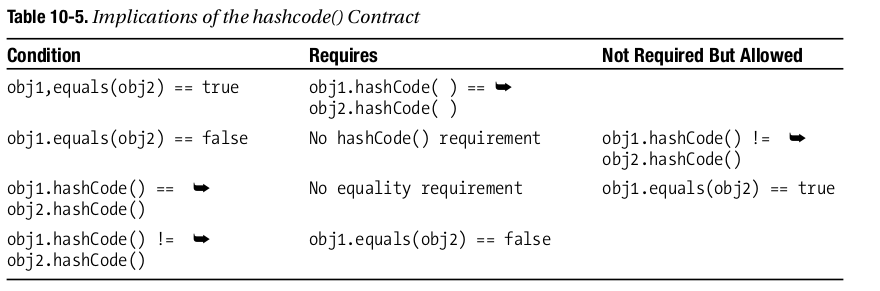 Table 10-5. Implications of the hashcode() Contract
Condition Requires Not Required But Allowed
obj1,equals(obj2) == true obj1.hashCode( ) == ➥
obj2.hashCode( )
obj1.equals(obj2) == false No hashCode() requirement obj1.hashCode() != ➥
obj2.hashCode()
obj1.hashCode() == ➥ No equality requirement obj1.equals(obj2) == true
obj2.hashCode()
obj1.hashCode() != ➥ obj1.equals(obj2) == false
obj2.hashCode()